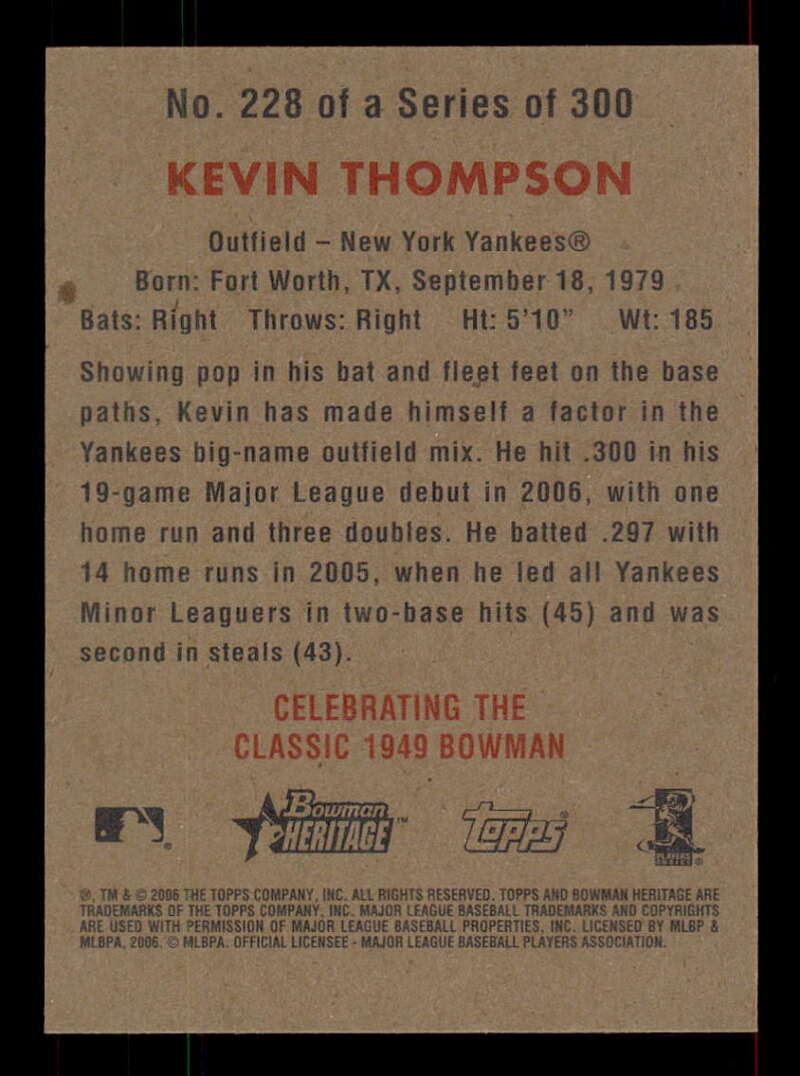 No. 228 of a Series of 300
KEVIN THOMPSON
Outfield – New York Yankees®
Born: Fort Worth, TX, September 18, 1979
Bats: Right Throws: Right Ht: 5'10" Wt: 185
Showing pop in his bat and fleet feet on the base
paths, Kevin has made himself a factor in the
Yankees big-name outfield mix. He hit .300 in his
19-game Major League debut in 2006, with one
home run and three doubles. He batted .297 with
14 home runs in 2005, when he led all Yankees
Minor Leaguers in two-base hits (45) and was
second in steals (43).
CELEBRATING THE
CLASSIC 1949 BOWMAN
Bowman HERITAGE™ Topps®
®, TM & © 2006 THE TOPPS COMPANY, INC. ALL RIGHTS RESERVED. TOPPS AND BOWMAN HERITAGE ARE
TRADEMARKS OF THE TOPPS COMPANY, INC. MAJOR LEAGUE BASEBALL TRADEMARKS AND COPYRIGHTS
ARE USED WITH PERMISSION OF MAJOR LEAGUE BASEBALL PROPERTIES, INC. LICENSED BY MLBP &
MLBPA, 2006. © MLBPA. OFFICIAL LICENSEE - MAJOR LEAGUE BASEBALL PLAYERS ASSOCIATION.